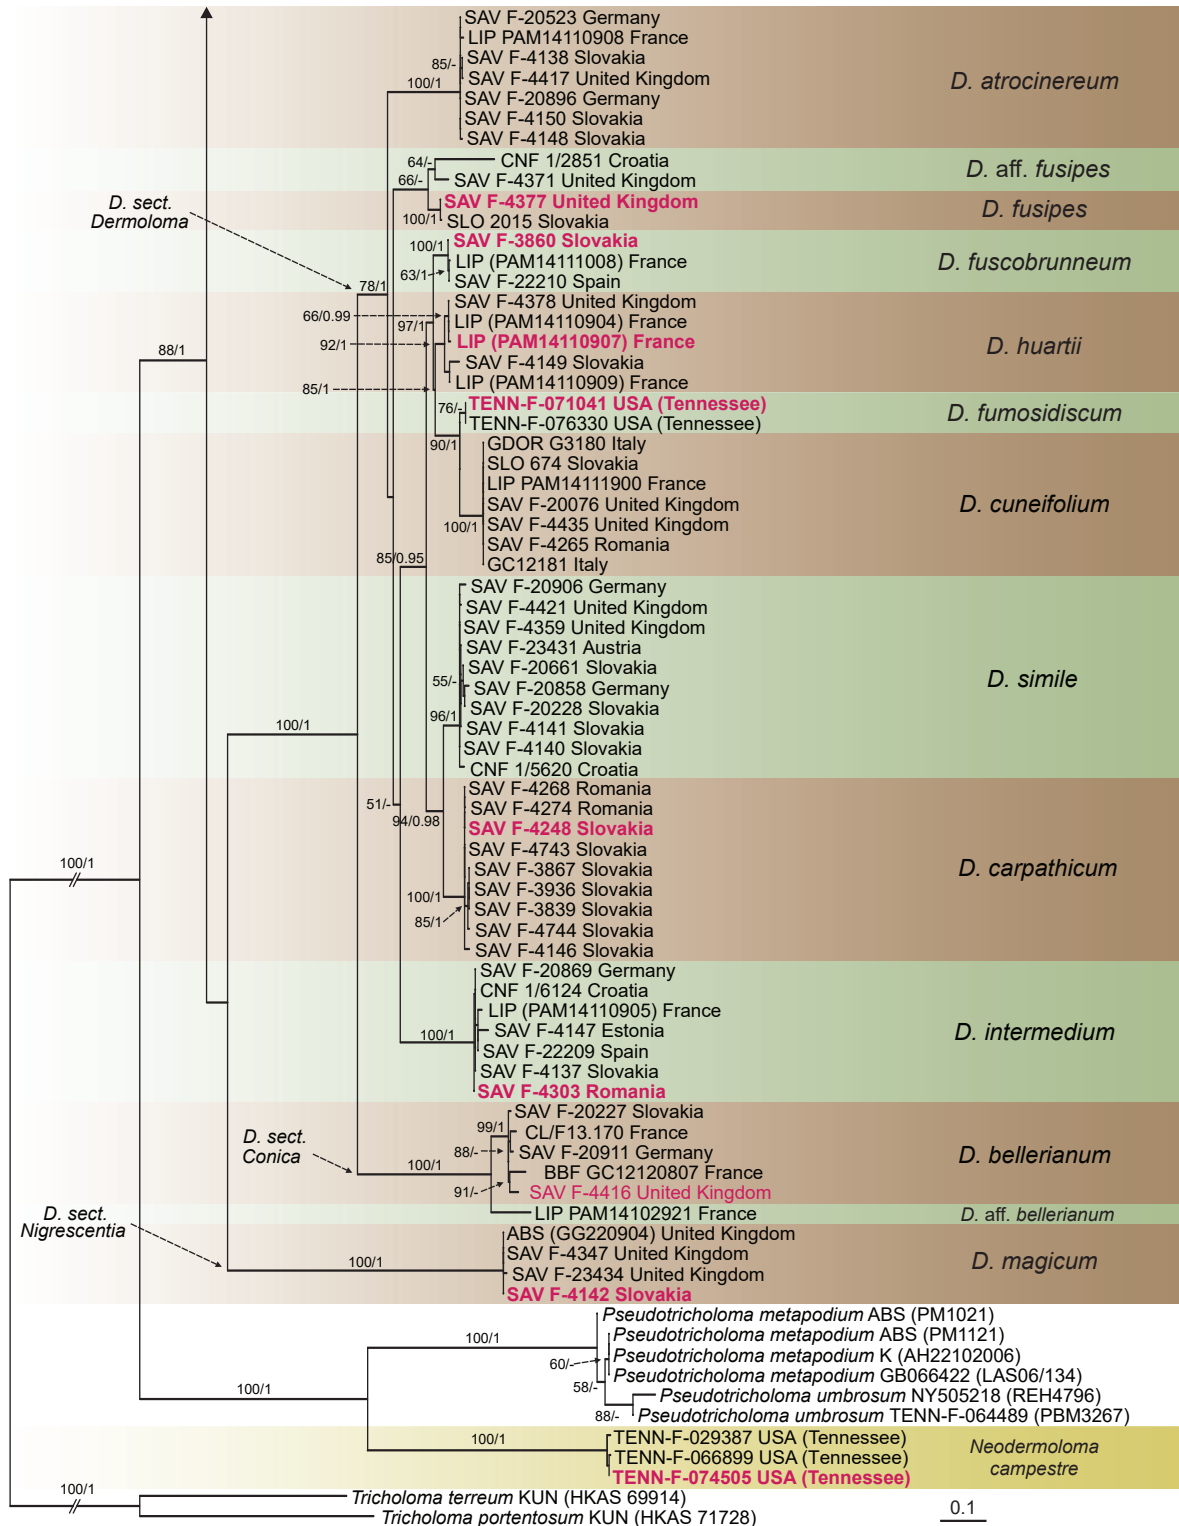 SAV F-20523 Germany
LIP PAM14110908 France
SAV F-4138 Slovakia
85/-
SAV F-4417 United Kingdom
100/1
D. atrocinereum
SAV F-20896 Germany
SAV F-4150 Slovakia
SAV F-4148 Slovakia
64/-
CNF 1/2851 Croatia
D. aff. fusipes
66/-
SAV F-4371 United Kingdom
D. sect.
Dermoloma
SAV F-4377 United Kingdom
D. fusipes
100/1
SLO 2015 Slovakia
100/1
SAV F-3860 Slovakia
LIP (PAM14111008) France
D. fuscobrunneum
63/1
SAV F-22210 Spain
78/1
SAV F-4378 United Kingdom
66/0.99
97/1
LIP (PAM14110904) France
92/1
LIP (PAM14110907) France
D. huartii
88/1
SAV F-4149 Slovakia
85/1
LIP (PAM14110909) France
76/-
TENN-F-071041 USA (Tennessee)
D. fumosidiscum
TENN-F-076330 USA (Tennessee)
90/1
GDOR G3180 Italy
SLO 674 Slovakia
LIP PAM14111900 France
SAV F-20076 United Kingdom
D. cuneifolium
100/1
SAV F-4435 United Kingdom
SAV F-4265 Romania
85/0.95
GC12181 Italy
SAV F-20906 Germany
SAV F-4421 United Kingdom
SAV F-4359 United Kingdom
SAV F-23431 Austria
SAV F-20661 Slovakia
55/-
SAV F-20858 Germany
D. simile
SAV F-20228 Slovakia
96/1
SAV F-4141 Slovakia
100/1
SAV F-4140 Slovakia
CNF 1/5620 Croatia
SAV F-4268 Romania
51/-
SAV F-4274 Romania
94/0.98
SAV F-4248 Slovakia
SAV F-4743 Slovakia
100/1
SAV F-3867 Slovakia
D. carpathicum
SAV F-3936 Slovakia
100/1
SAV F-3839 Slovakia
85/1
SAV F-4744 Slovakia
SAV F-4146 Slovakia
SAV F-20869 Germany
CNF 1/6124 Croatia
LIP (PAM14110905) France
100/1
SAV F-4147 Estonia
D. intermedium
SAV F-22209 Spain
SAV F-4137 Slovakia
SAV F-4303 Romania
SAV F-20227 Slovakia
99/1
CL/F13.170 France
D. sect.
Conica
88/-
SAV F-20911 Germany
D. bellerianum
100/1
BBF GC12120807 France
91/-
SAV F-4416 United Kingdom
LIP PAM14102921 France
D. aff. bellerianum
D. sect.
Nigrescentia
ABS (GG220904) United Kingdom
SAV F-4347 United Kingdom
D. magicum
100/1
SAV F-23434 United Kingdom
SAV F-4142 Slovakia
Pseudotricholoma metapodium ABS (PM1021)
100/1
Pseudotricholoma metapodium ABS (PM1121)
Pseudotricholoma metapodium K (AH22102006)
60/-
Pseudotricholoma metapodium GB066422 (LAS06/134)
58/-
100/1
Pseudotricholoma umbrosum NY505218 (REH4796)
88/-
Pseudotricholoma umbrosum TENN-F-064489 (PBM3267)
TENN-F-029387 USA (Tennessee)
100/1
TENN-F-066899 USA (Tennessee)
Neodermoloma
campestre
TENN-F-074505 USA (Tennessee)
100/1
Tricholoma terreum KUN (HKAS 69914)
Tricholoma portentosum KUN (HKAS 71728)
0.1